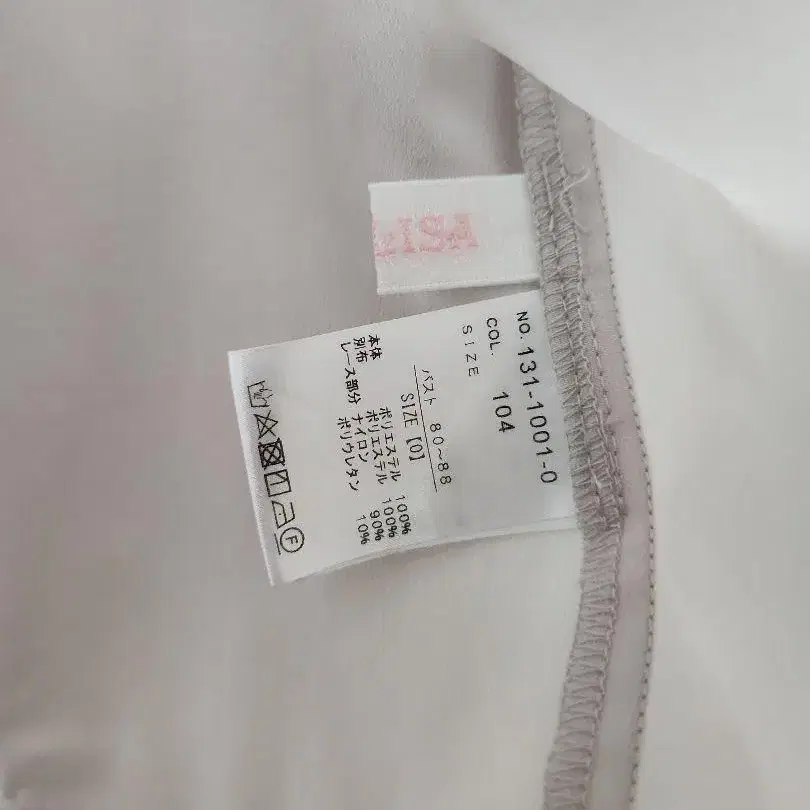 NO. 131-1001-0
COL. 104
SIZE
バスト 80~88
SIZE【0】
本体 ポリエステル 100%
別布 ポリエステル 100%
レース部分 ナイロン 90%
ポリウレタン 10%
F